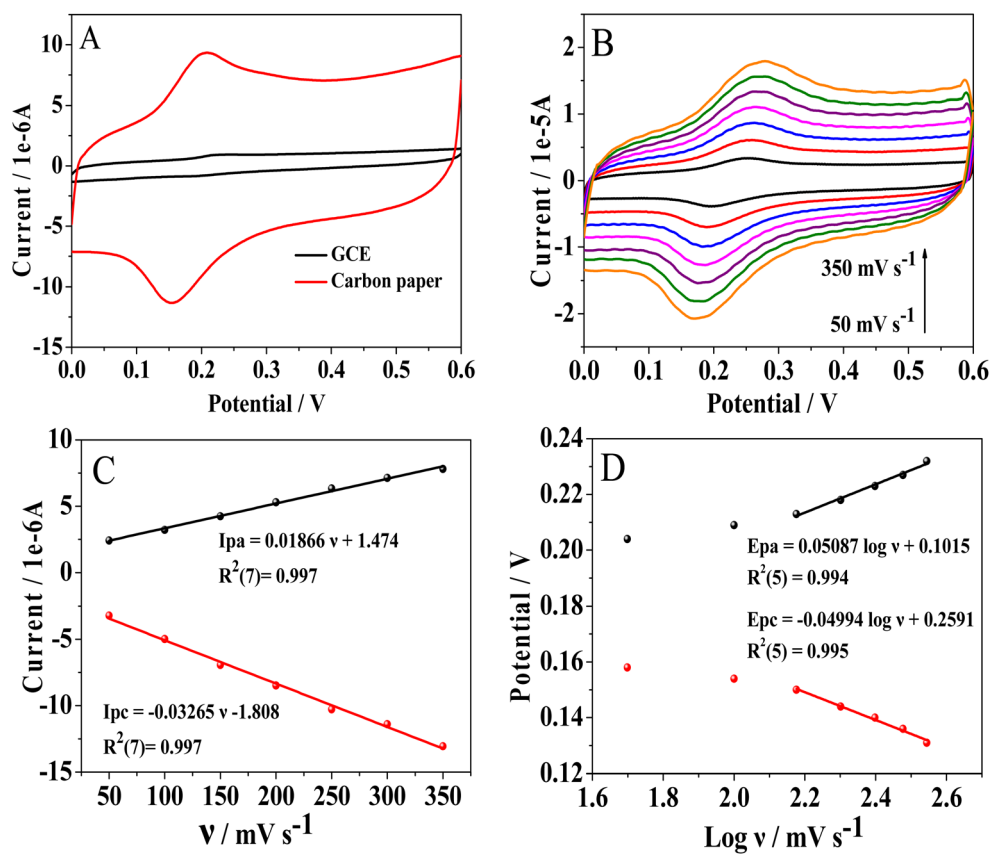 A
10
5
0
-5
-10
-15
Current / 1e-6A
GCE
Carbon paper
0.0 0.1 0.2 0.3 0.4 0.5 0.6
Potential / V
B
2
1
0
-1
-2
Current / 1e-5A
350 mV s-1
50 mV s-1
0.0 0.1 0.2 0.3 0.4 0.5 0.6
Potential / V
C
10
5
0
-5
-10
-15
Current / 1e-6A
Ipa = 0.01866 ν + 1.474
R2(7)= 0.997
Ipc = -0.03265 ν -1.808
R2(7)= 0.997
50 100 150 200 250 300 350
ν / mV s-1
D
0.24
0.22
0.20
0.18
0.16
0.14
0.12
Potential / V
Epa = 0.05087 log ν + 0.1015
R2(5) = 0.994
Epc = -0.04994 log ν + 0.2591
R2(5) = 0.995
1.6 1.8 2.0 2.2 2.4 2.6
Log ν / mV s-1